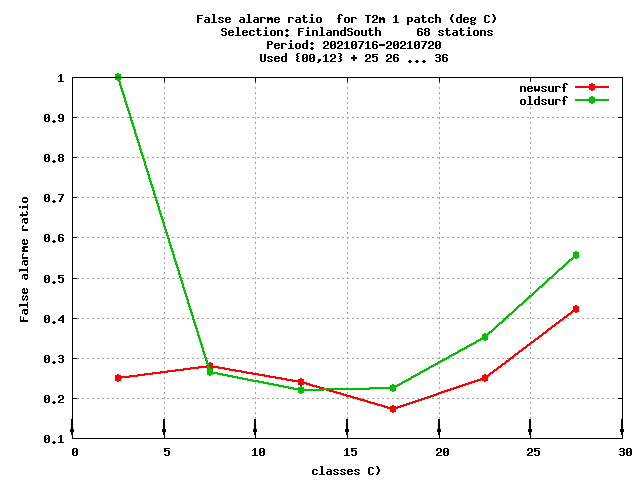 False alarme ratio  for T2m 1 patch (deg C)
Selection: FinlandSouth     68 stations
Period: 20210716-20210720
Used {00,12} + 25 26 ... 36
newsurf
oldsurf
1
0.9
0.8
0.7
0.6
0.5
0.4
0.3
0.2
0.1
False alarme ratio
0 5 10 15 20 25 30
classes C)